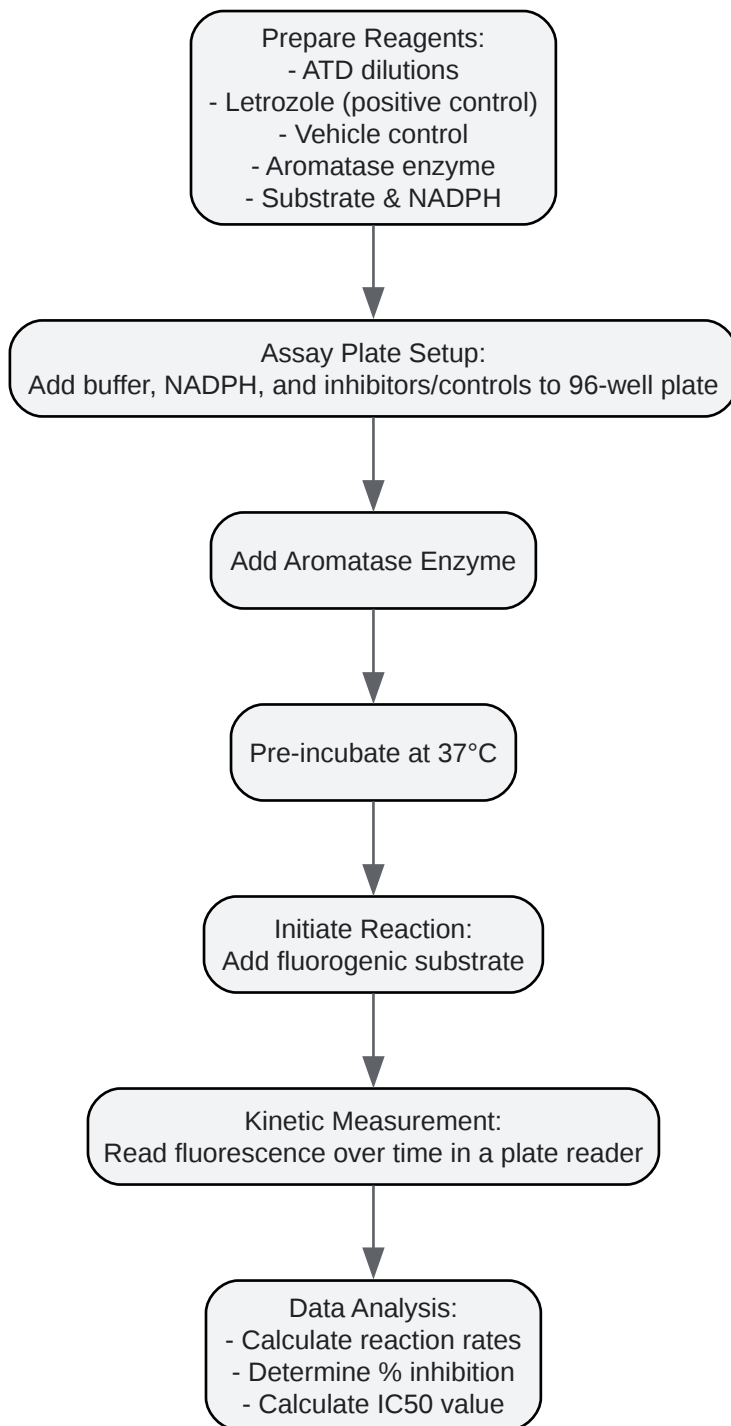 Prepare Reagents:
- ATD dilutions
- Letrozole (positive control)
- Vehicle control
- Aromatase enzyme
- Substrate & NADPH
Assay Plate Setup:
Add buffer, NADPH, and inhibitors/controls to 96-well plate
Add Aromatase Enzyme
Pre-incubate at 37°C
Initiate Reaction:
Add fluorogenic substrate
Kinetic Measurement:
Read fluorescence over time in a plate reader
Data Analysis:
- Calculate reaction rates
- Determine % inhibition
- Calculate IC50 value